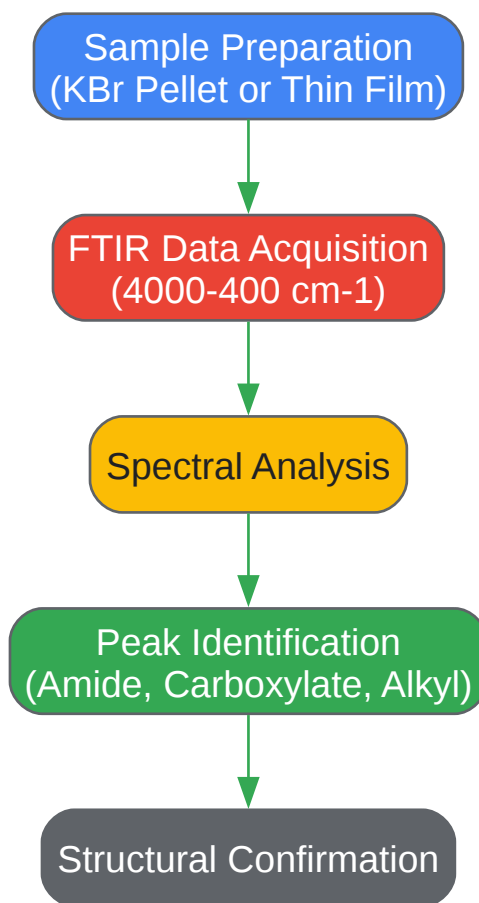 Sample Preparation
(KBr Pellet or Thin Film)
FTIR Data Acquisition
(4000-400 cm-1)
Spectral Analysis
Peak Identification
(Amide, Carboxylate, Alkyl)
Structural Confirmation